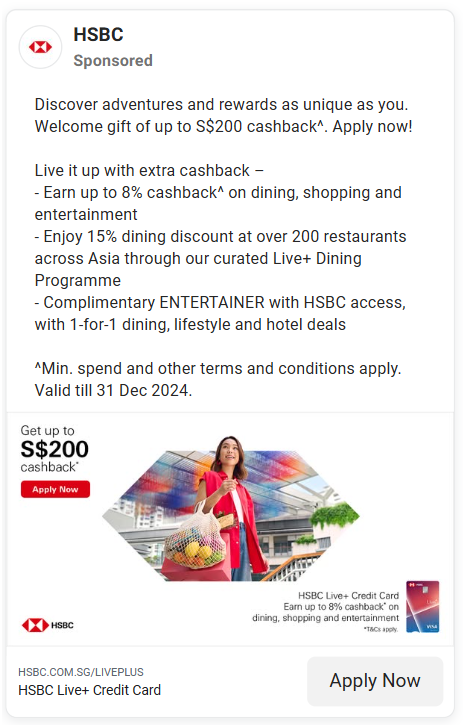 HSBC
Sponsored
Discover adventures and rewards as unique as you.
Welcome gift of up to S$200 cashback^. Apply now!
Live it up with extra cashback –
- Earn up to 8% cashback^ on dining, shopping and
entertainment
- Enjoy 15% dining discount at over 200 restaurants
across Asia through our curated Live+ Dining
Programme
- Complimentary ENTERTAINER with HSBC access,
with 1-for-1 dining, lifestyle and hotel deals
^Min. spend and other terms and conditions apply.
Valid till 31 Dec 2024.
Get up to
S$200
cashback*
Apply Now
HSBC Live+ Credit Card
Earn up to 8% cashback* on
dining, shopping and entertainment
*T&Cs apply.
VISA
HSBC
HSBC.COM.SG/LIVEPLUS
HSBC Live+ Credit Card
Apply Now